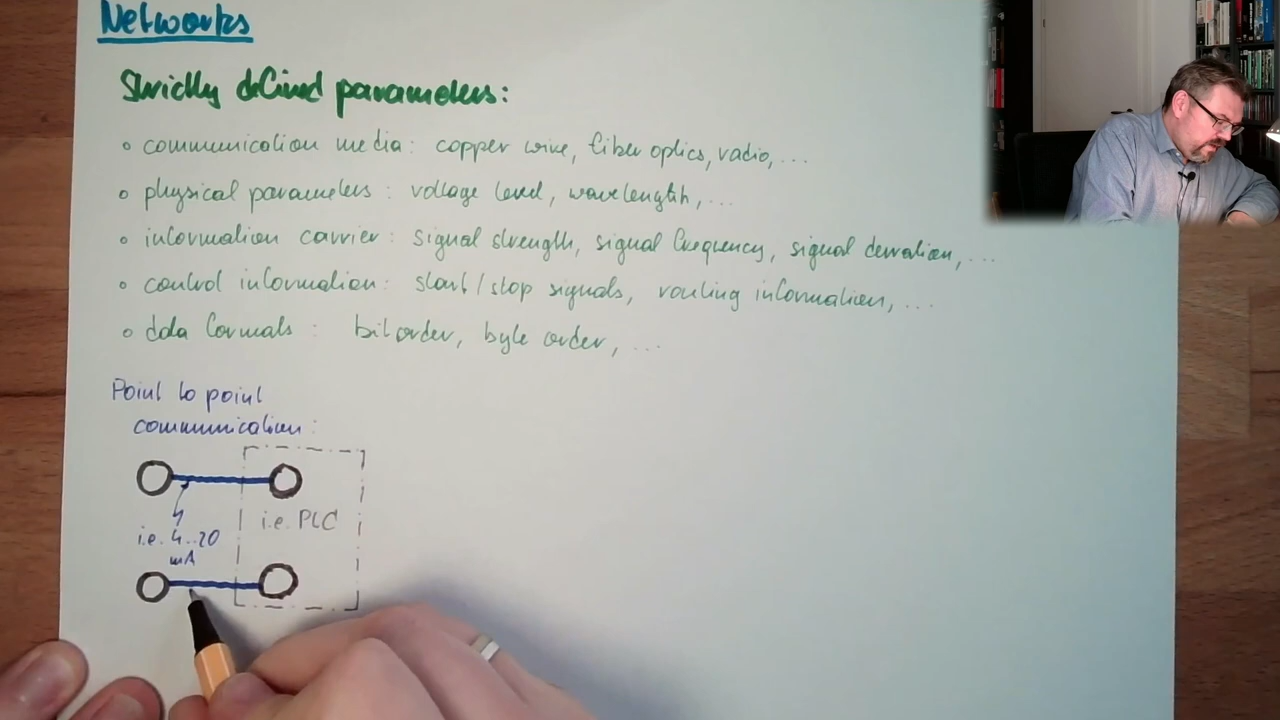 Networks
Strictly defined parameters:
• communication media: copper wire, fiber optics, radio, ...
• physical parameters: voltage level, wavelength, ...
• information carrier: signal strength, signal frequency, signal duration, ...
• control information: start/stop signals, routing information, ...
• data formats: bit order, byte order, ...
Point to point
communication:
i.e. PLC
i.e. 4..20
mA